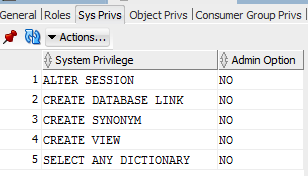 General Roles Sys Privs Object Privs Consumer Group Privs
Actions...
System Privilege Admin Option
1 ALTER SESSION NO
2 CREATE DATABASE LINK NO
3 CREATE SYNONYM NO
4 CREATE VIEW NO
5 SELECT ANY DICTIONARY NO